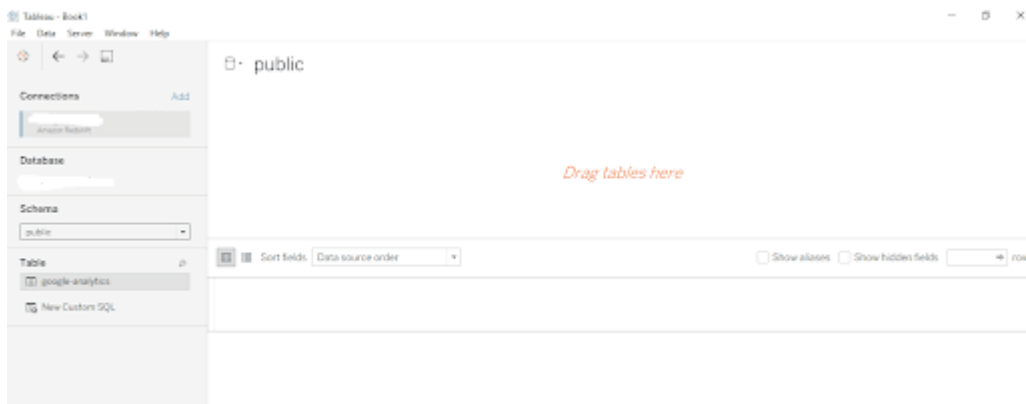 Tableau - Book1
File Data Server Window Help
public
Connections Add
Amazon Redshift
Database
Drag tables here
Schema
public
Sort fields Data source order Show aliases Show hidden fields row
Table
google-analytics
New Custom SQL